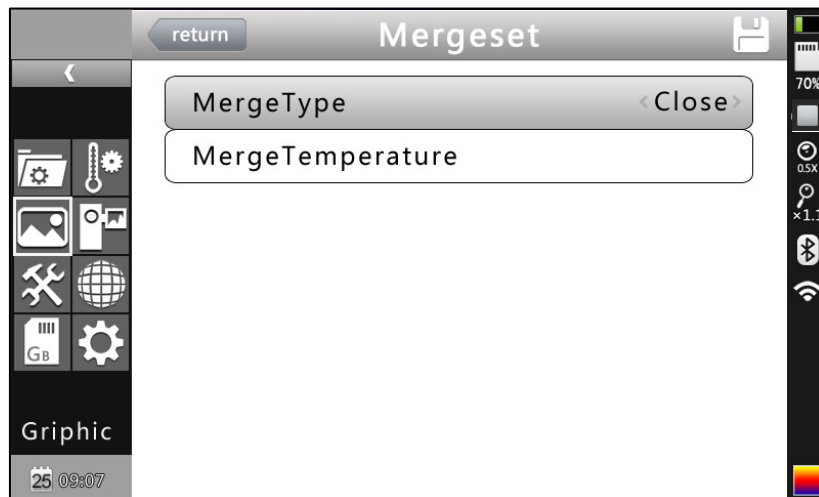 return
Mergeset
MergeType
Close
MergeTemperature
GB
Griphic
25 09:07
70%
0.5X
×1.1